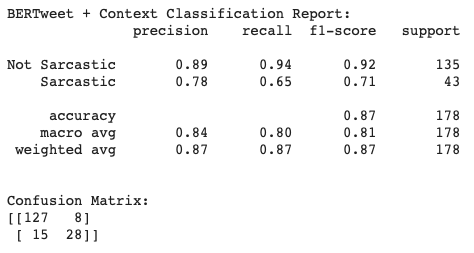 BERTweet + Context Classification Report:
precision recall f1-score support
Not Sarcastic 0.89 0.94 0.92 135
Sarcastic 0.78 0.65 0.71 43
accuracy 0.87 178
macro avg 0.84 0.80 0.81 178
weighted avg 0.87 0.87 0.87 178
Confusion Matrix:
[[127 8]
[ 15 28]]